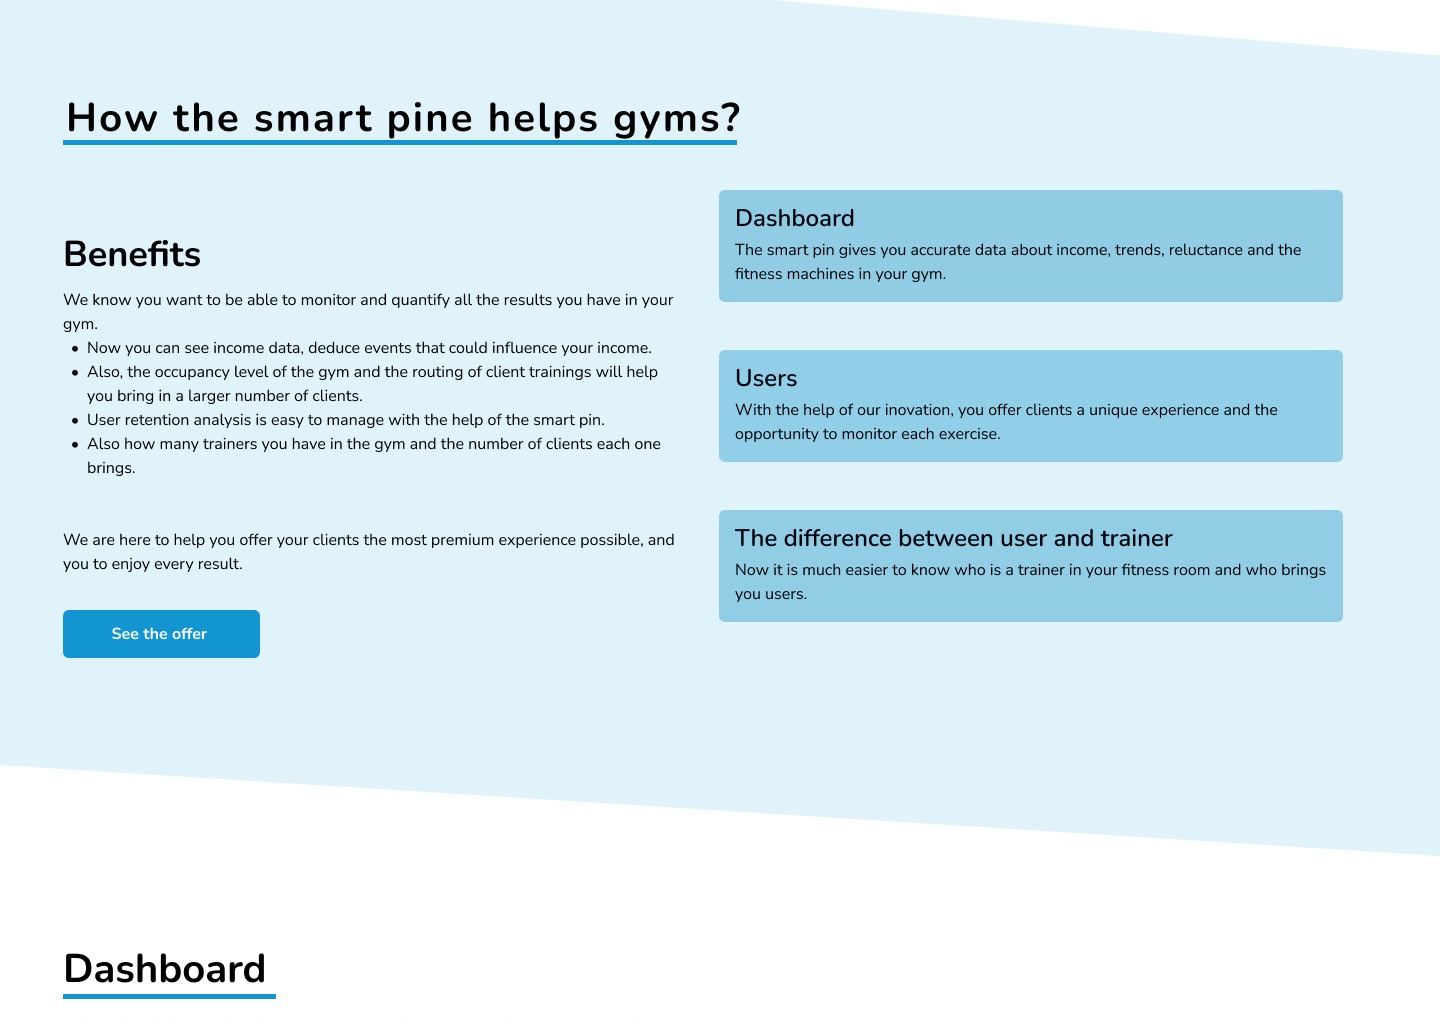 How the smart pine helps gyms?
Benefits
We know you want to be able to monitor and quantify all the results you have in your
gym.
• Now you can see income data, deduce events that could influence your income.
• Also, the occupancy level of the gym and the routing of client trainings will help
you bring in a larger number of clients.
• User retention analysis is easy to manage with the help of the smart pin.
• Also how many trainers you have in the gym and the number of clients each one
brings.
We are here to help you offer your clients the most premium experience possible, and
you to enjoy every result.
See the offer
Dashboard
The smart pin gives you accurate data about income, trends, reluctance and the
fitness machines in your gym.
Users
With the help of our inovation, you offer clients a unique experience and the
opportunity to monitor each exercise.
The difference between user and trainer
Now it is much easier to know who is a trainer in your fitness room and who brings
you users.
Dashboard